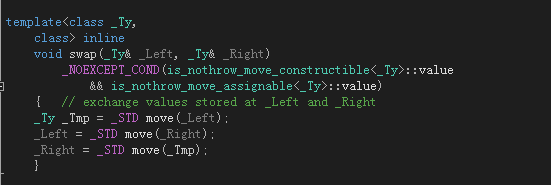 template<class _Ty,
class> inline
void swap(_Ty& _Left, _Ty& _Right)
_NOEXCEPT_COND(is_nothrow_move_constructible<_Ty>::value
&& is_nothrow_move_assignable<_Ty>::value)
{ // exchange values stored at _Left and _Right
_Ty _Tmp = _STD move(_Left);
_Left = _STD move(_Right);
_Right = _STD move(_Tmp);
}